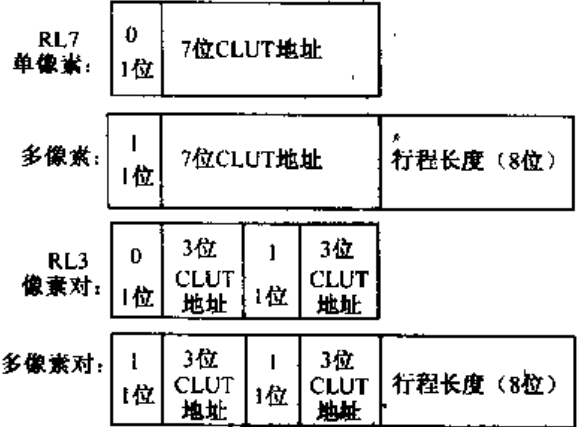 RL7
单像素：
0
1位
7位CLUT地址
多像素：
1
1位
7位CLUT地址
行程长度（8位）
RL3
像素对：
0
1位
3位
CLUT
地址
1
1位
3位
CLUT
地址
多像素对：
1
1位
3位
CLUT
地址
1
1位
3位
CLUT
地址
行程长度（8位）